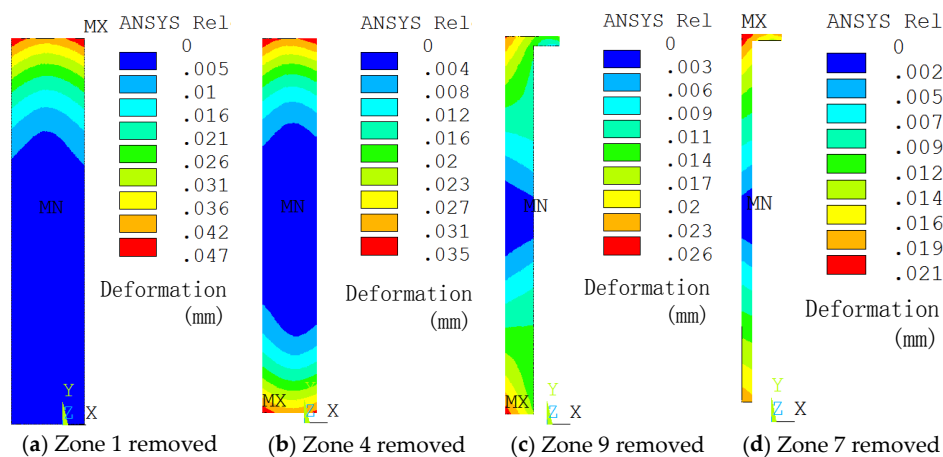 MX ANSYS Rel
0
.005
.01
.016
.021
.026
.031
.036
.042
.047
MN
Deformation
(mm)
Y
Z X
(a) Zone 1 removed
ANSYS Rel
0
.004
.008
.012
.016
.02
.023
.027
.031
.035
MN
Deformation
(mm)
MX
Y
Z X
(b) Zone 4 removed
ANSYS Rel
0
.003
.006
.009
.011
.014
.017
.02
.023
.026
MN
Deformation
(mm)
MX
Y
Z X
(c) Zone 9 removed
MX ANSYS Rel
0
.002
.005
.007
.009
.012
.014
.016
.019
.021
MN
Deformation
(mm)
Y
Z X
(d) Zone 7 removed